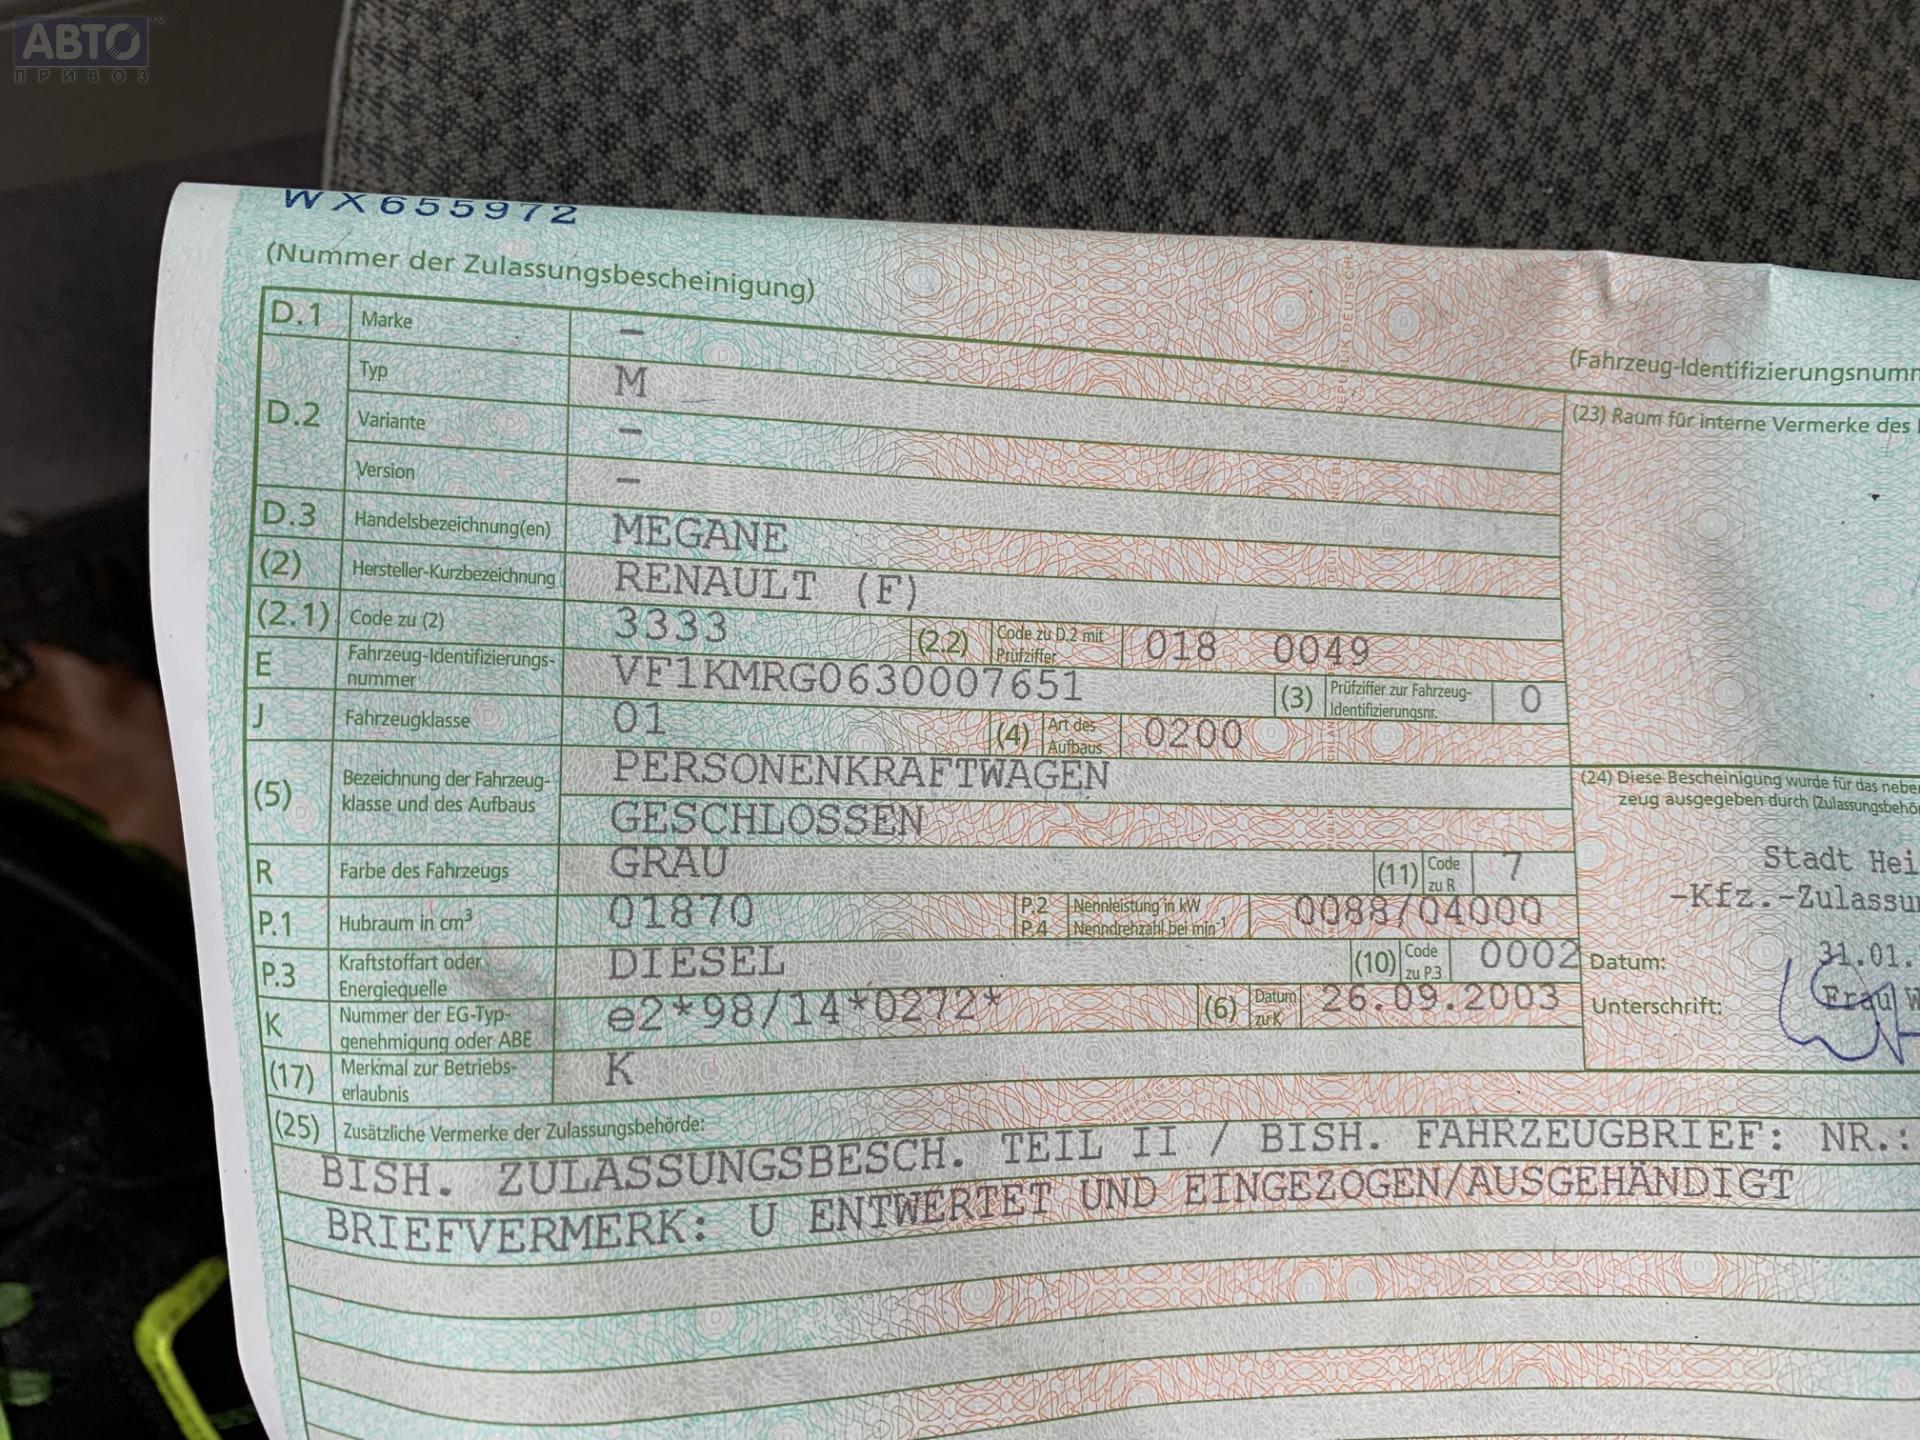 АВТО
ПРИВОЗ
WX655972
(Nummer der Zulassungsbescheinigung)
(Fahrzeug-Identifizierungsnumm
D.1 Marke –
D.2 Typ M
Variante –
Version –
D.3 Handelsbezeichnung(en) MEGANE
(2) Hersteller-Kurzbezeichnung RENAULT (F)
(2.1) Code zu (2) 3333 (2.2) Code zu D.2 mit Prüfziffer 018 0049
E Fahrzeug-Identifizierungs-
nummer VF1KMRG0630007651 (3) Prüfziffer zur Fahrzeug-
Identifizierungsnr. 0
J Fahrzeugklasse 01 (4) Art des Aufbaus 0200
(5) Bezeichnung der Fahrzeug-
klasse und des Aufbaus PERSONENKRAFTWAGEN
GESCHLOSSEN
R Farbe des Fahrzeugs GRAU (11) Code zu R 7
P.1 Hubraum in cm³ 01870 P.2 P.4 Nennleistung in kW Nenndrehzahl bei min⁻¹ 0088/04000
P.3 Kraftstoffart oder
Energiequelle DIESEL (10) Code zu P.3 0002
K Nummer der EG-Typ-
genehmigung oder ABE e2*98/14*0272* (6) Datum zu K 26.09.2003
(17) Merkmal zur Betriebs-
erlaubnis K
(23) Raum für interne Vermerke des
(24) Diese Bescheinigung wurde für das neben
zeug ausgegeben durch (Zulassungsbehö
Stadt Hei
-Kfz.-Zulassu
Datum: 31.01.
Unterschrift: Frau W
(25) Zusätzliche Vermerke der Zulassungsbehörde:
BISH. ZULASSUNGSBESCH. TEIL II / BISH. FAHRZEUGBRIEF: NR.:
BRIEFVERMERK: U ENTWERTET UND EINGEZOGEN/AUSGEHÄNDIGT